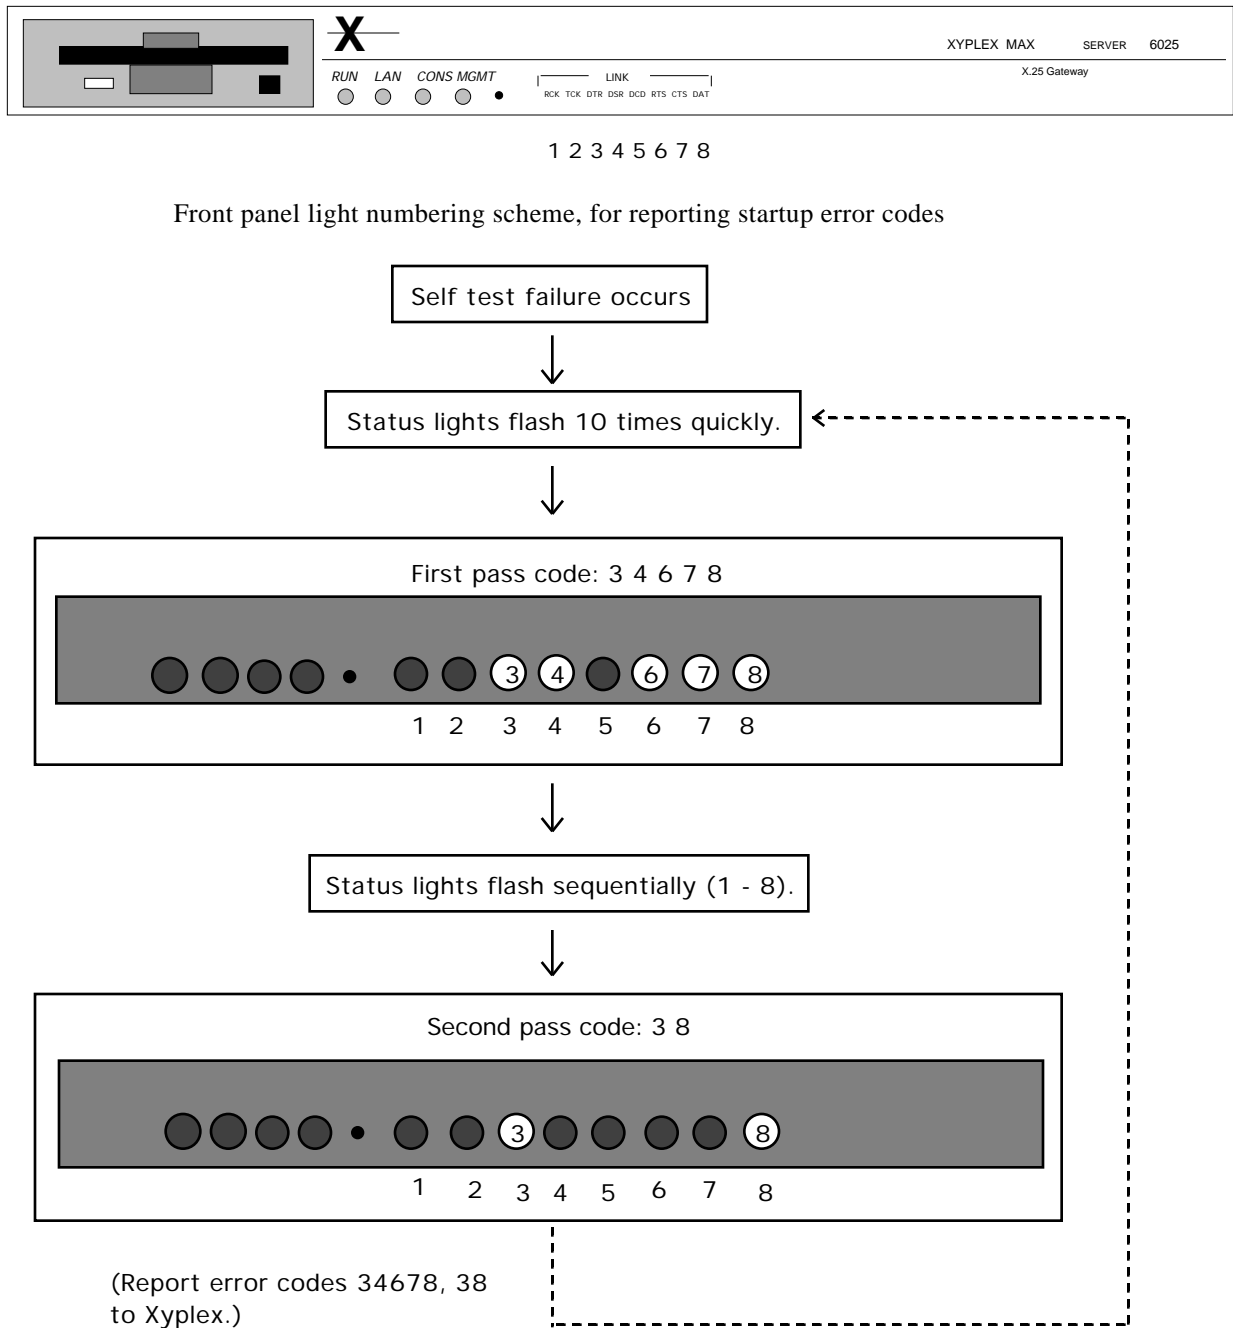 X
XYPLEX MAX SERVER 6025
X.25 Gateway
RUN LAN CONS MGMT
LINK
RCK TCK DTR DSR DCD RTS CTS DAT
1 2 3 4 5 6 7 8
Front panel light numbering scheme, for reporting startup error codes
Self test failure occurs
Status lights flash 10 times quickly.
First pass code: 3 4 6 7 8
3 4 6 7 8
1 2 3 4 5 6 7 8
Status lights flash sequentially (1 - 8).
Second pass code: 3 8
3 8
1 2 3 4 5 6 7 8
(Report error codes 34678, 38
to Xyplex.)